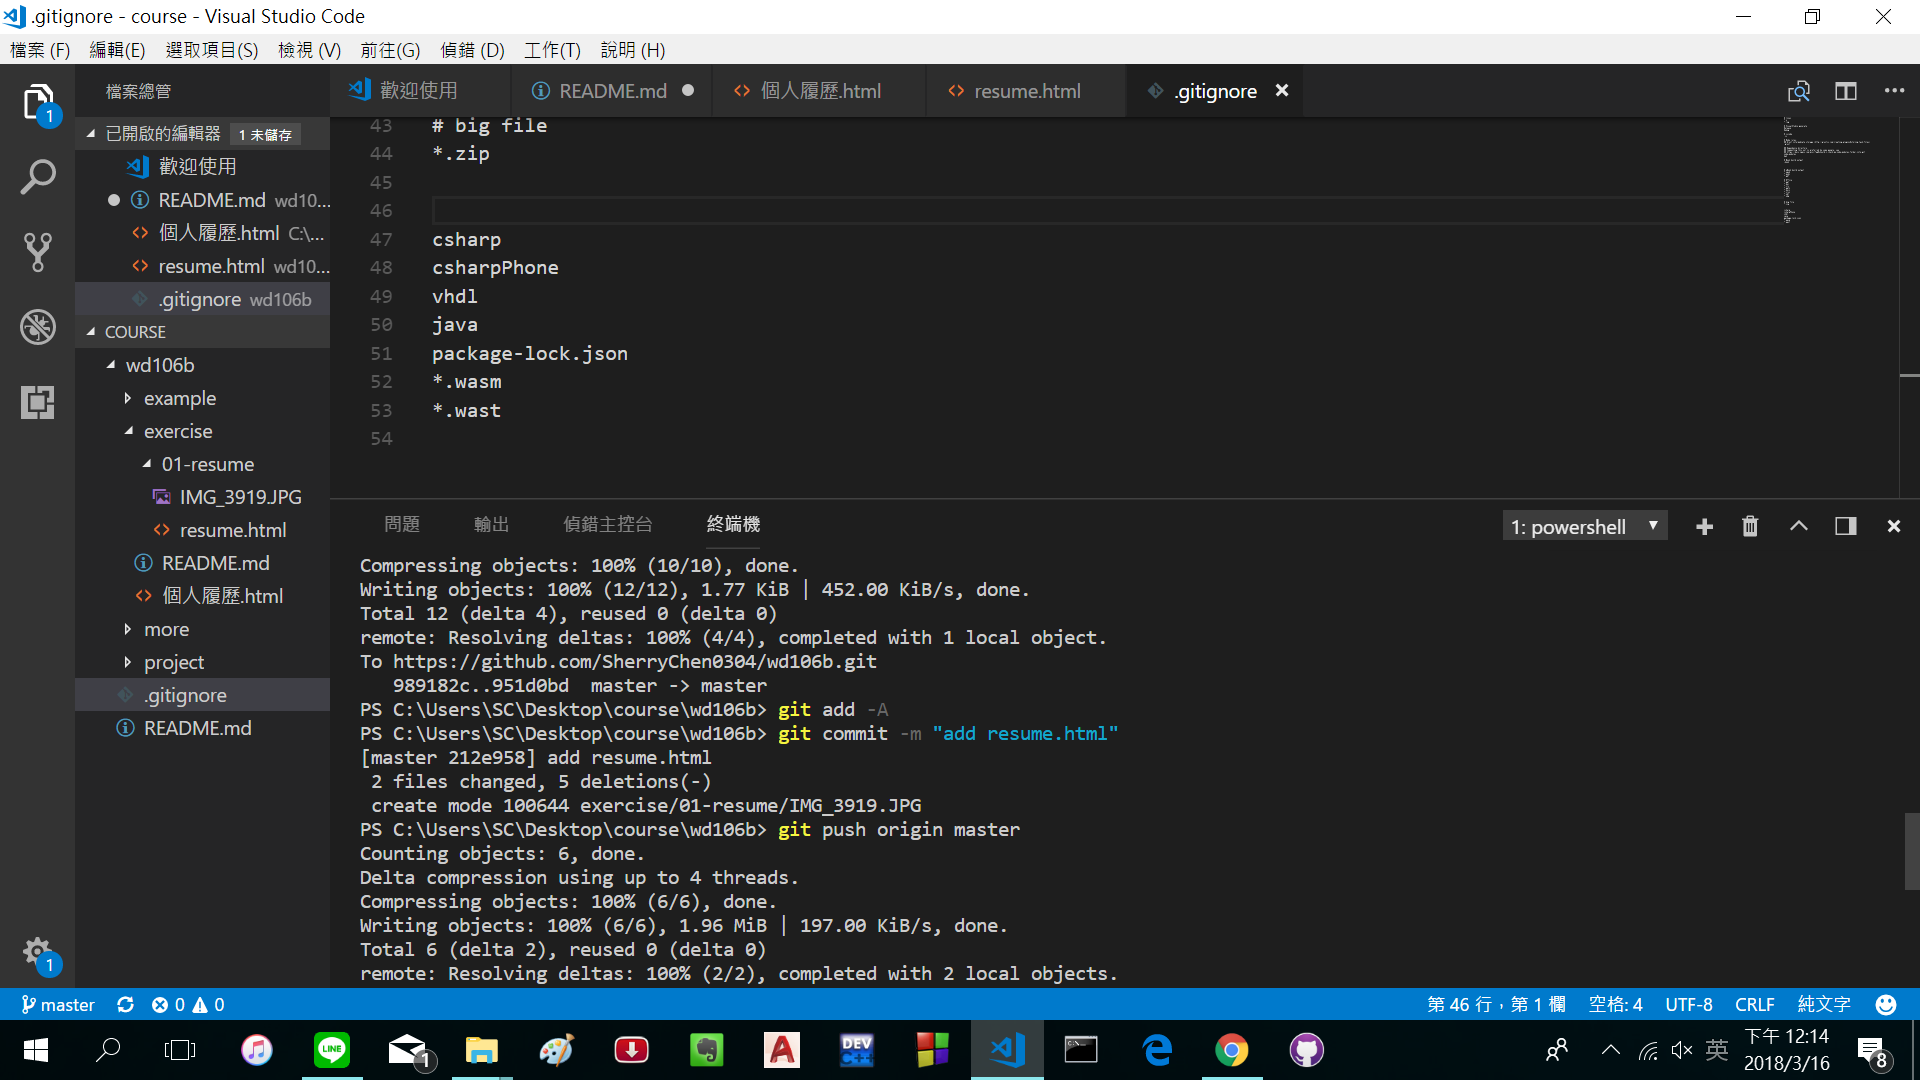 .gitignore - course - Visual Studio Code
檔案 (F) 編輯(E) 選取項目(S) 檢視 (V) 前往(G) 偵錯 (D) 工作(T) 說明 (H)
1
檔案總管
已開啟的編輯器 1 未儲存
歡迎使用
README.md wd10...
個人履歷.html C:\...
resume.html wd10...
.gitignore wd106b
COURSE
wd106b
example
exercise
01-resume
IMG_3919.JPG
resume.html
README.md
個人履歷.html
more
project
.gitignore
README.md
1
歡迎使用 README.md 個人履歷.html resume.html .gitignore
43 # big file
44 *.zip
45
46
47 csharp
48 csharpPhone
49 vhdl
50 java
51 package-lock.json
52 *.wasm
53 *.wast
54
問題 輸出 偵錯主控台 終端機 1: powershell
Compressing objects: 100% (10/10), done.
Writing objects: 100% (12/12), 1.77 KiB | 452.00 KiB/s, done.
Total 12 (delta 4), reused 0 (delta 0)
remote: Resolving deltas: 100% (4/4), completed with 1 local object.
To https://github.com/SherryChen0304/wd106b.git
989182c..951d0bd master -> master
PS C:\Users\SC\Desktop\course\wd106b> git add -A
PS C:\Users\SC\Desktop\course\wd106b> git commit -m "add resume.html"
[master 212e958] add resume.html
2 files changed, 5 deletions(-)
create mode 100644 exercise/01-resume/IMG_3919.JPG
PS C:\Users\SC\Desktop\course\wd106b> git push origin master
Counting objects: 6, done.
Delta compression using up to 4 threads.
Compressing objects: 100% (6/6), done.
Writing objects: 100% (6/6), 1.96 MiB | 197.00 KiB/s, done.
Total 6 (delta 2), reused 0 (delta 0)
remote: Resolving deltas: 100% (2/2), completed with 2 local objects.
master 0 0 第 46 行，第 1 欄 空格: 4 UTF-8 CRLF 純文字
LINE 1 A DEV C++ 英 下午 12:14
2018/3/16 8